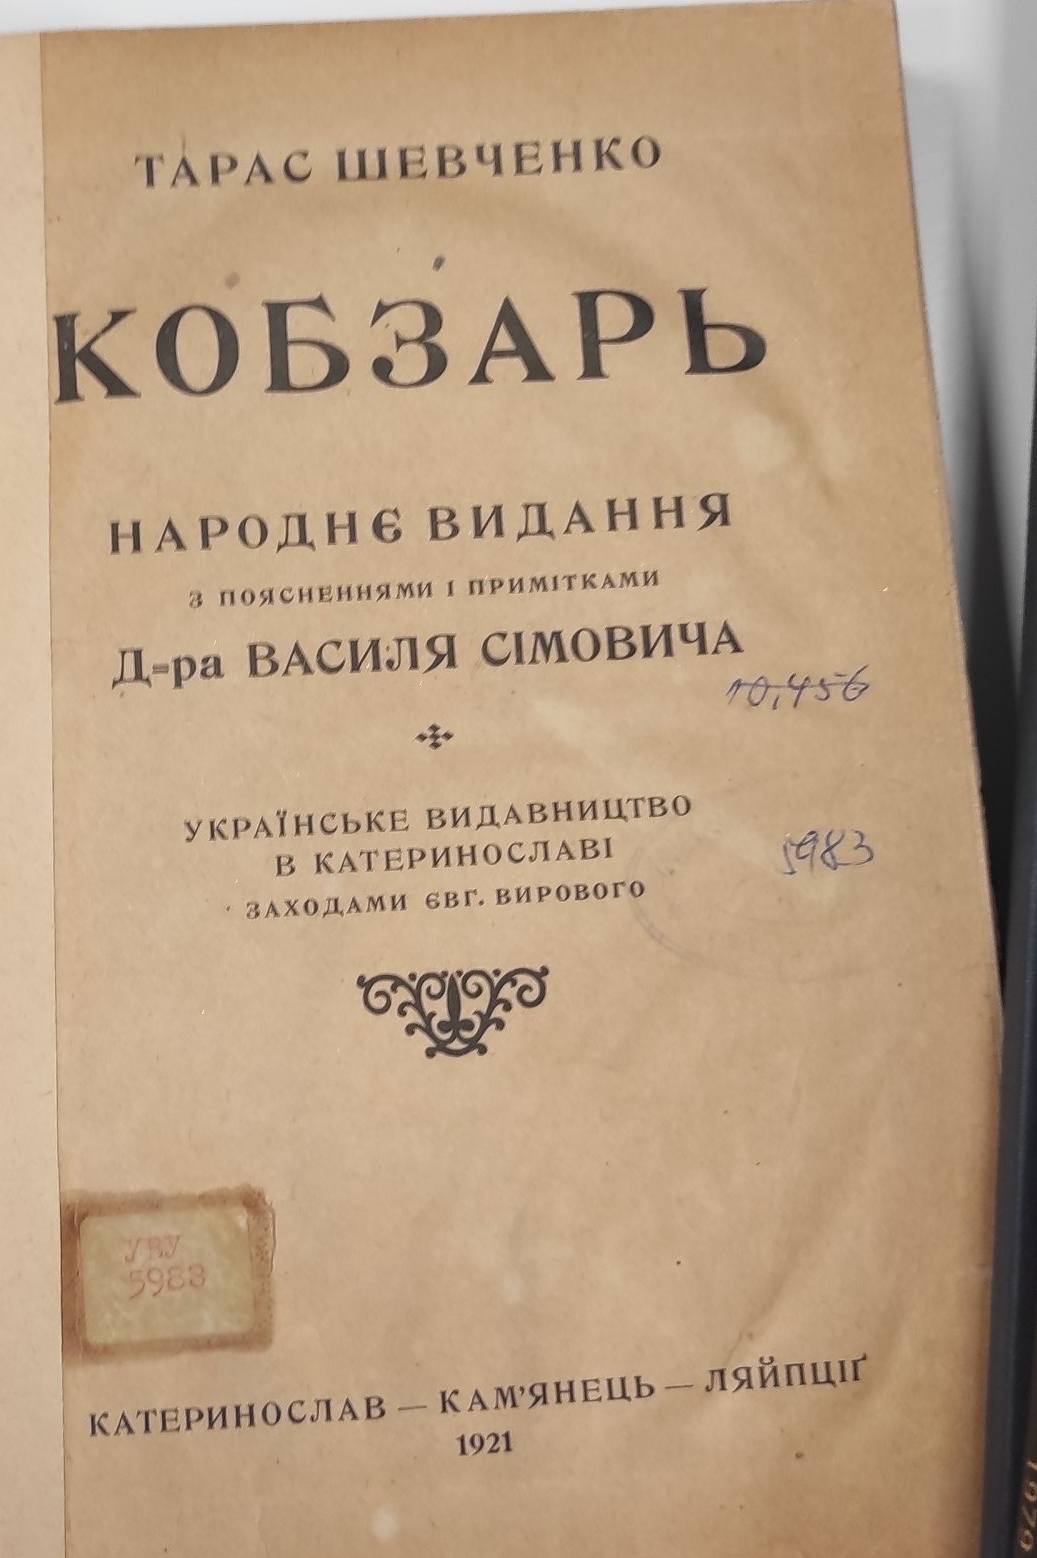 ТАРАС ШЕВЧЕНКО
КОБЗАРЬ
НАРОДНЄ ВИДАННЯ
З ПОЯСНЕННЯМИ І ПРИМІТКАМИ
Д-ра ВАСИЛЯ СІМОВИЧА
10,456
УКРАЇНСЬКЕ ВИДАВНИЦТВО
В КАТЕРИНОСЛАВІ
5983
ЗАХОДАМИ ЄВГ. ВИРОВОГО
УВУ
5983
КАТЕРИНОСЛАВ — КАМ'ЯНЕЦЬ — ЛЯЙПЦІҐ
1921
1979